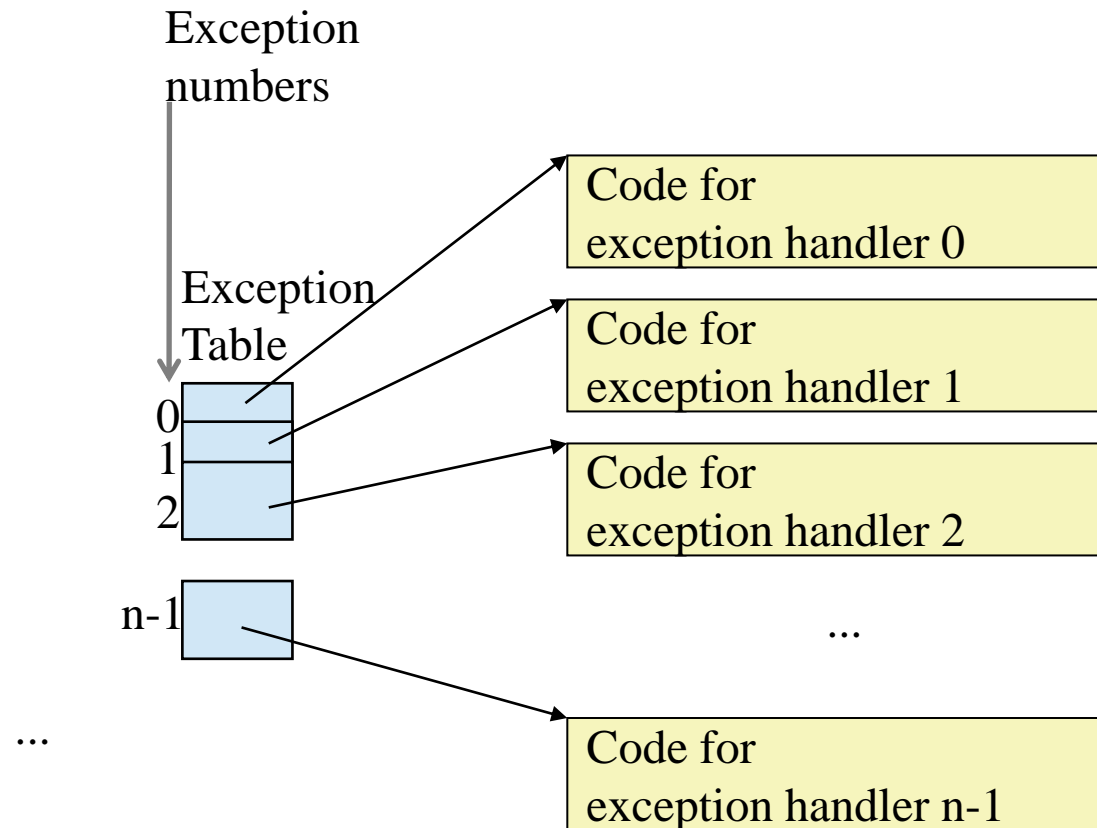 Exception
numbers
Exception
Table
0
1
2
n-1
...
Code for
exception handler 0
Code for
exception handler 1
Code for
exception handler 2
...
Code for
exception handler n-1